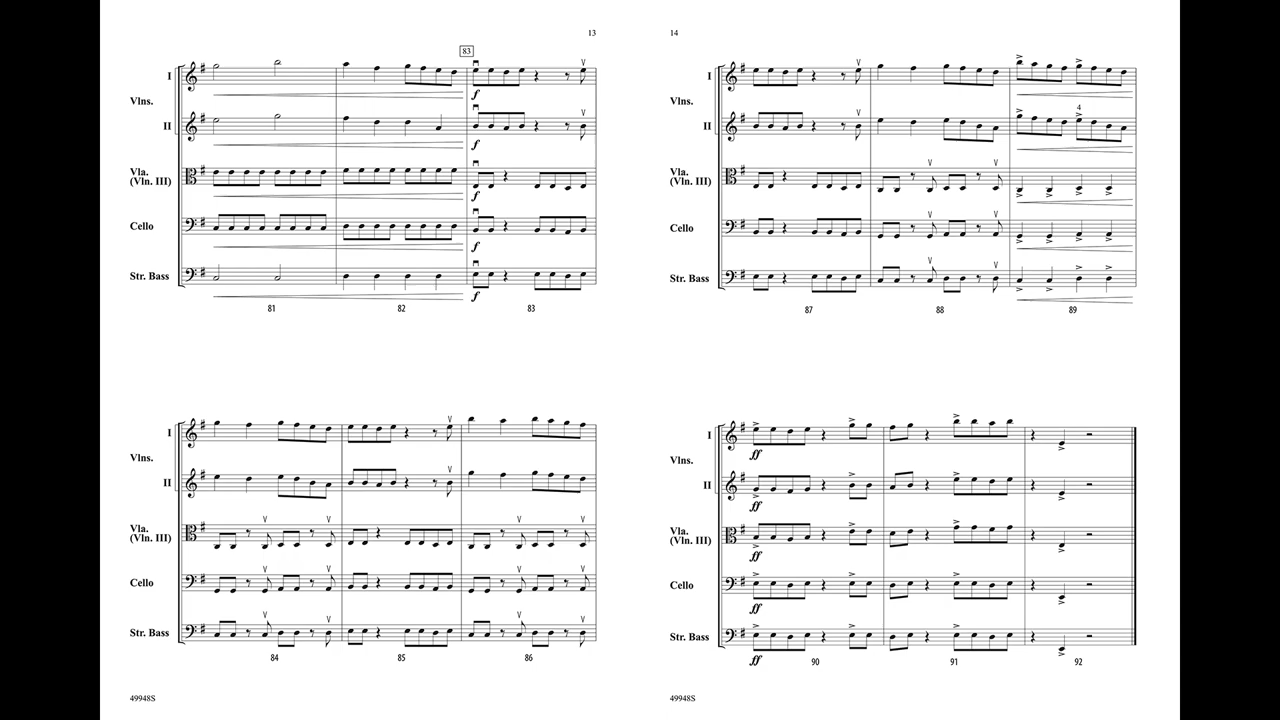 13
83
I
Vlns.
II
Vla.
(Vln. III)
Cello
Str. Bass
f
f
f
f
f
81 82 83
I
Vlns.
II
Vla.
(Vln. III)
Cello
Str. Bass
84 85 86
49948S
14
I
Vlns.
II
4
Vla.
(Vln. III)
Cello
Str. Bass
87 88 89
I
Vlns.
II
Vla.
(Vln. III)
Cello
Str. Bass
ff
ff
ff
ff
ff
90 91 92
49948S